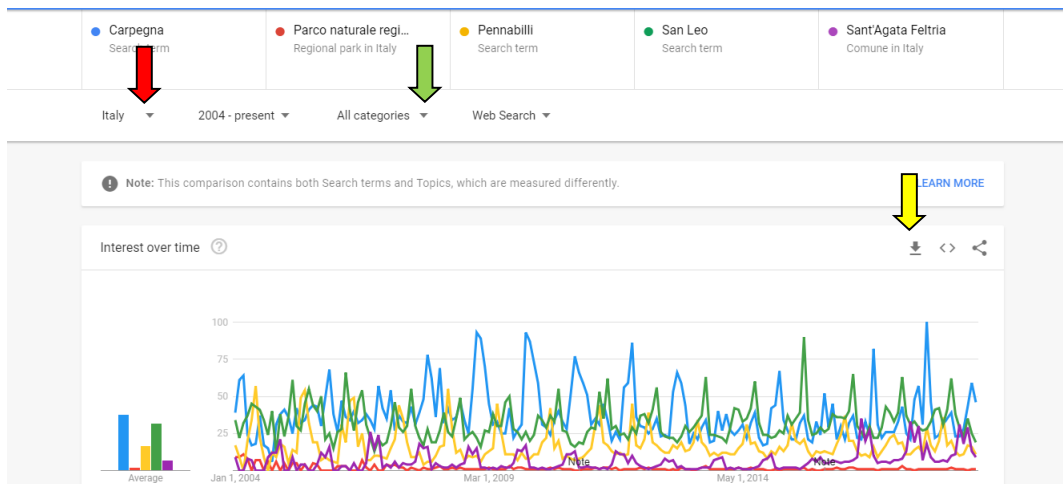 Carpegna
Search term
Parco naturale regi...
Regional park in Italy
Pennabilli
Search term
San Leo
Search term
Sant'Agata Feltria
Comune in Italy
Italy
2004 - present
All categories
Web Search
Note: This comparison contains both Search terms and Topics, which are measured differently.
LEARN MORE
Interest over time
100
75
50
25
Average
Jan 1, 2004
Mar 1, 2009
May 1, 2014
Note
Note